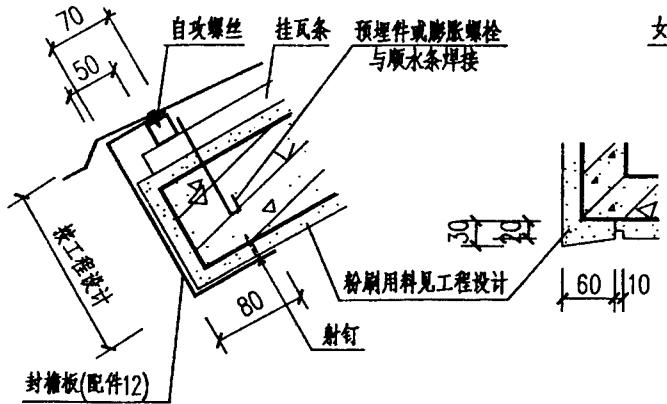 70
自攻螺丝
挂瓦条
预埋件或膨胀螺栓
与顺水条焊接
50
按工程设计
30
20
80
粉刷用料见工程设计
60
10
射钉
封檐板(配件12)